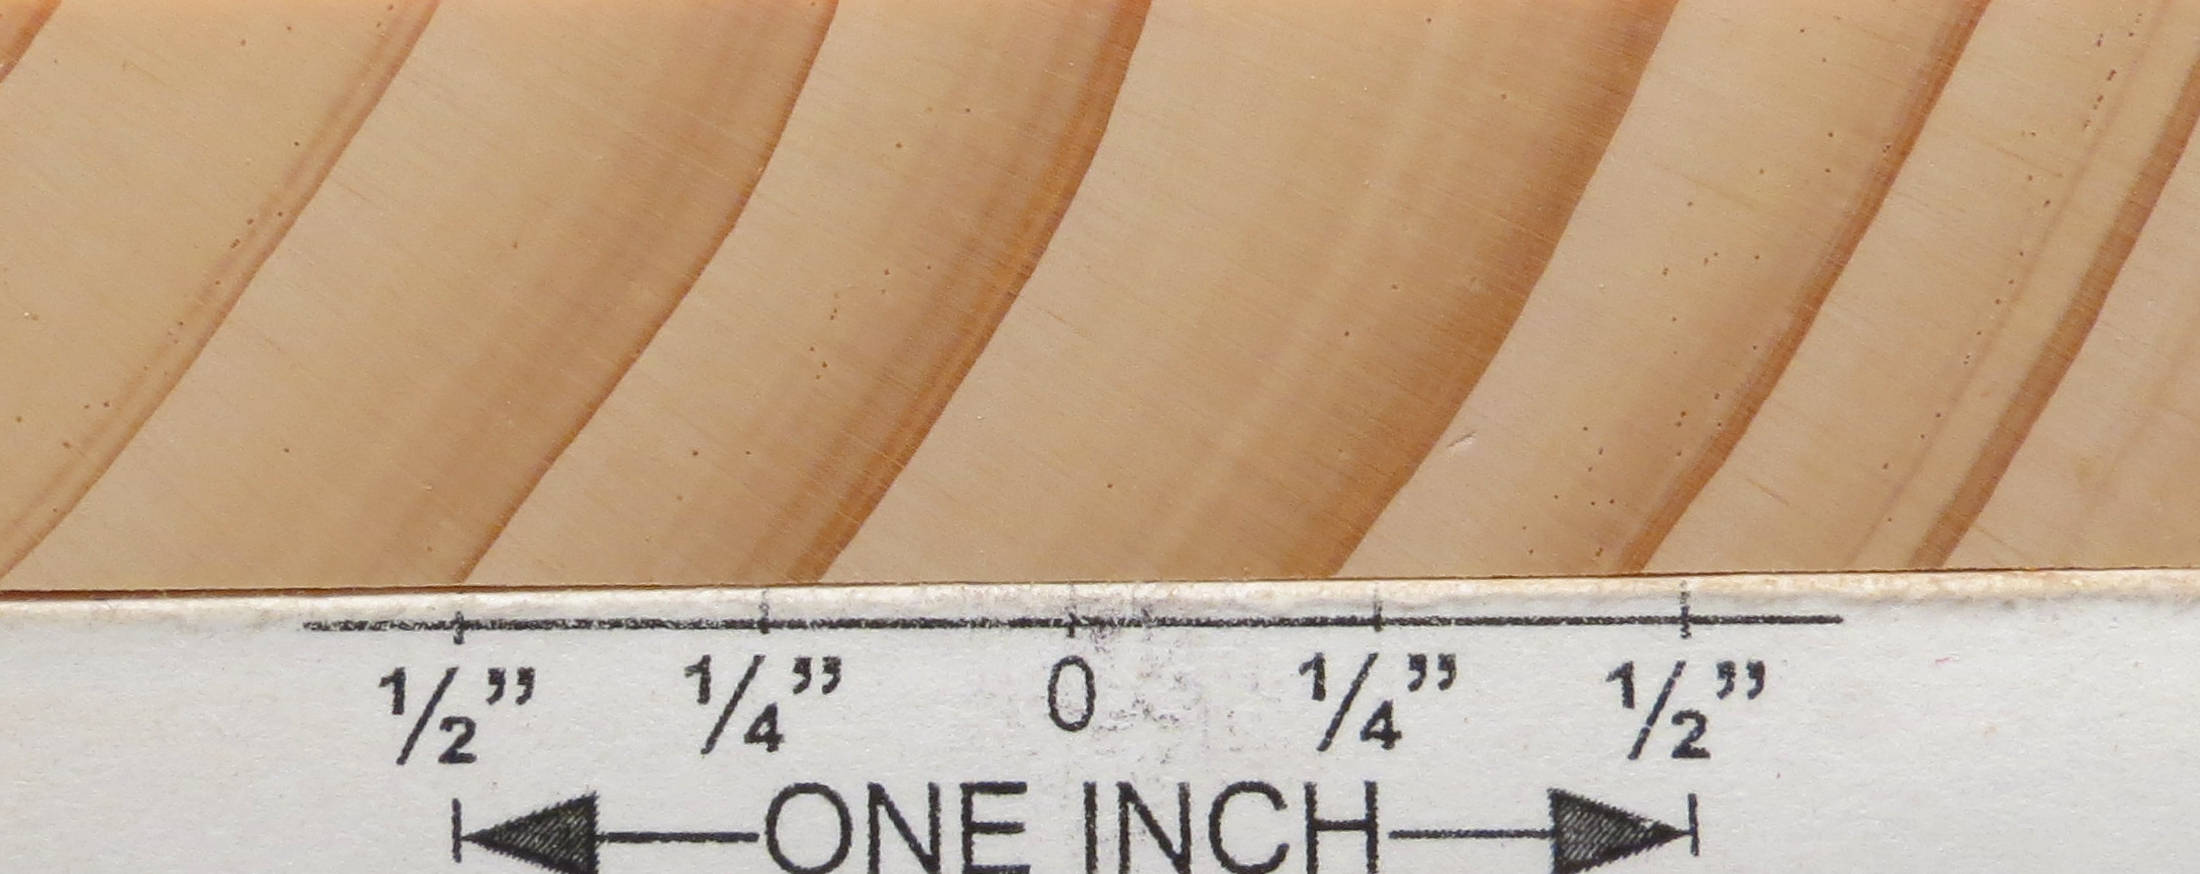 1/2” 1/4” 0 1/4” 1/2”
ONE INCH